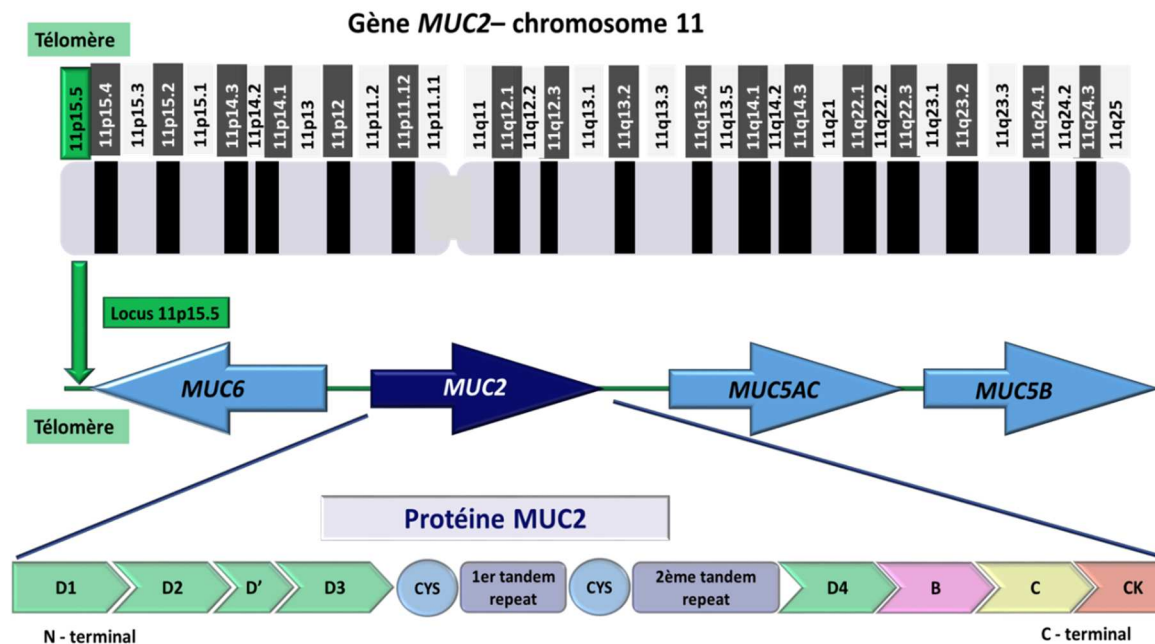 Gène MUC2– chromosome 11
Télomère
11p15.5
11p15.4
11p15.3
11p15.2
11p15.1
11p14.3
11p14.2
11p14.1
11p13
11p12
11p11.2
11p11.12
11p11.11
11q11
11q12.1
11q12.2
11q12.3
11q13.1
11q13.2
11q13.3
11q13.4
11q13.5
11q14.1
11q14.2
11q14.3
11q21
11q22.1
11q22.2
11q22.3
11q23.1
11q23.2
11q23.3
11q24.1
11q24.2
11q24.3
11q25
Locus 11p15.5
MUC6
MUC2
MUC5AC
MUC5B
Télomère
Protéine MUC2
D1
D2
D’
D3
CYS
1er tandem
repeat
CYS
2ème tandem
repeat
D4
B
C
CK
N - terminal
C - terminal